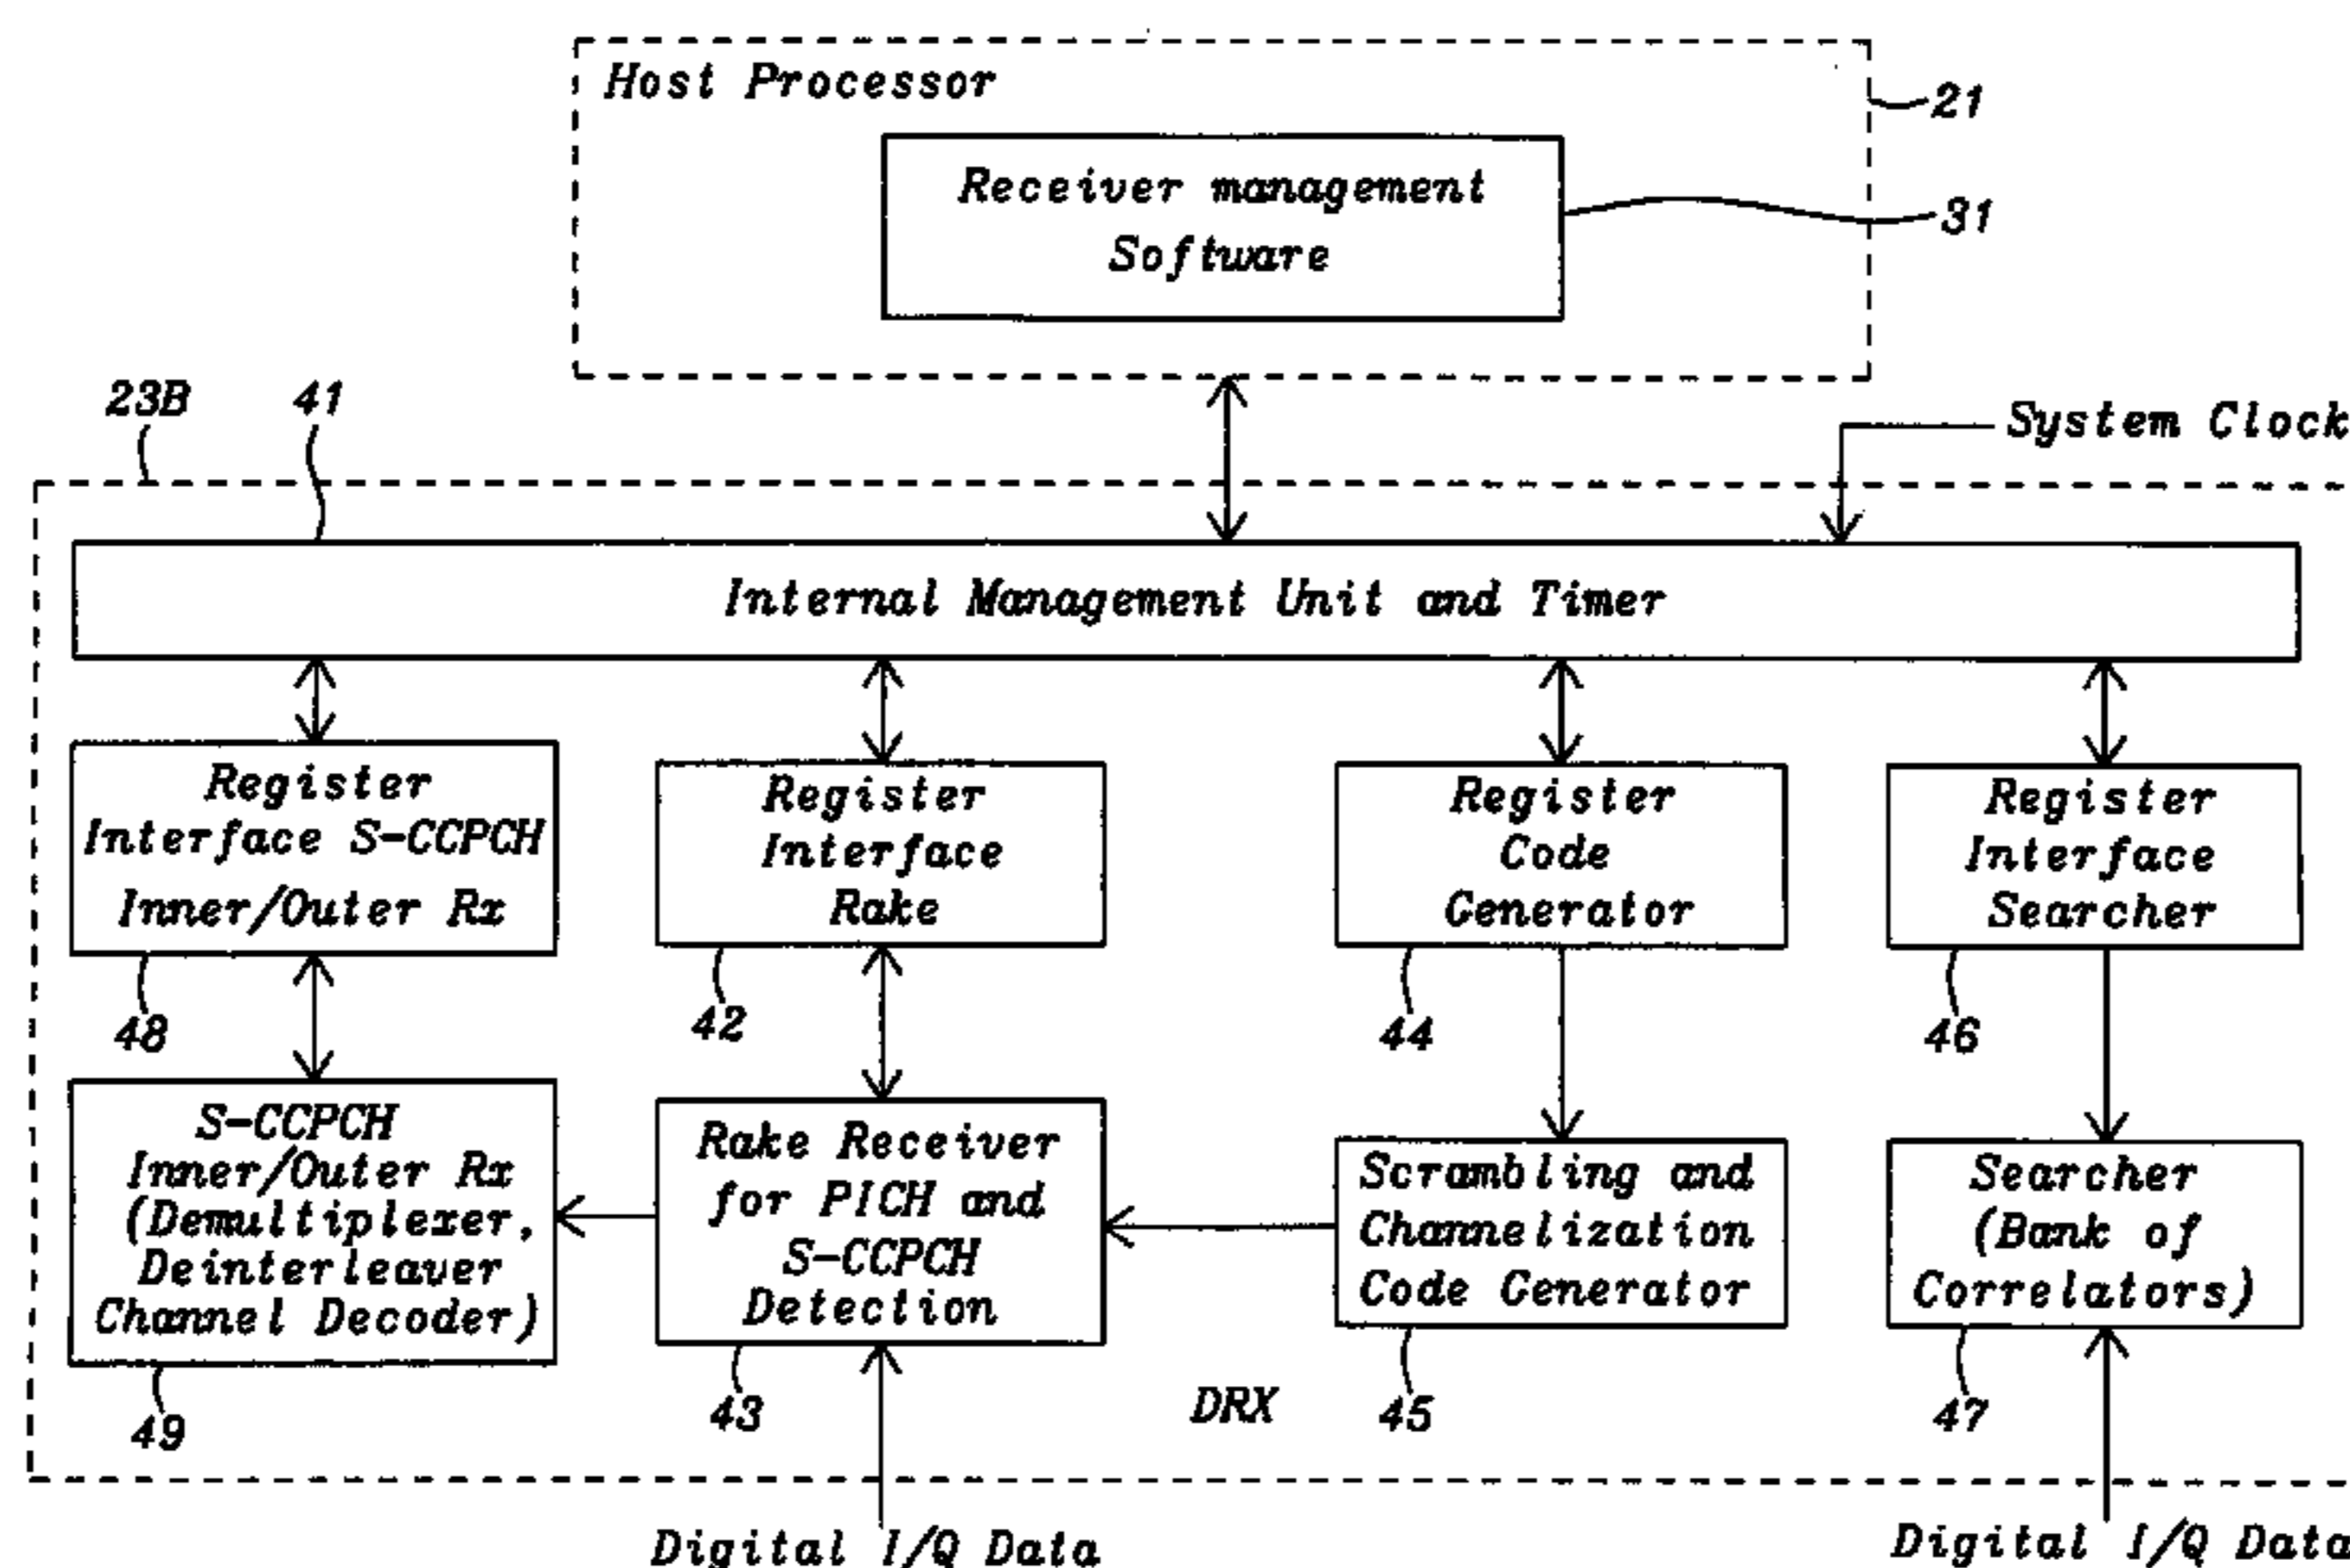 Host Processor
21
Receiver management
Software
31
23B
41
System Clock
Internal Management Unit and Timer
Register
Interface S-CCPCH
Inner/Outer Rx
Register
Interface
Rake
Register
Code
Generator
Register
Interface
Searcher
48
42
44
46
S-CCPCH
Inner/Outer Rx
(Demultiplexer,
Deinterleaver
Channel Decoder)
Rake Receiver
for PICH and
S-CCPCH
Detection
Scrambling and
Channelization
Code Generator
Searcher
(Bank of
Correlators)
49
43
DRX
45
47
Digital I/Q Data
Digital I/Q Data